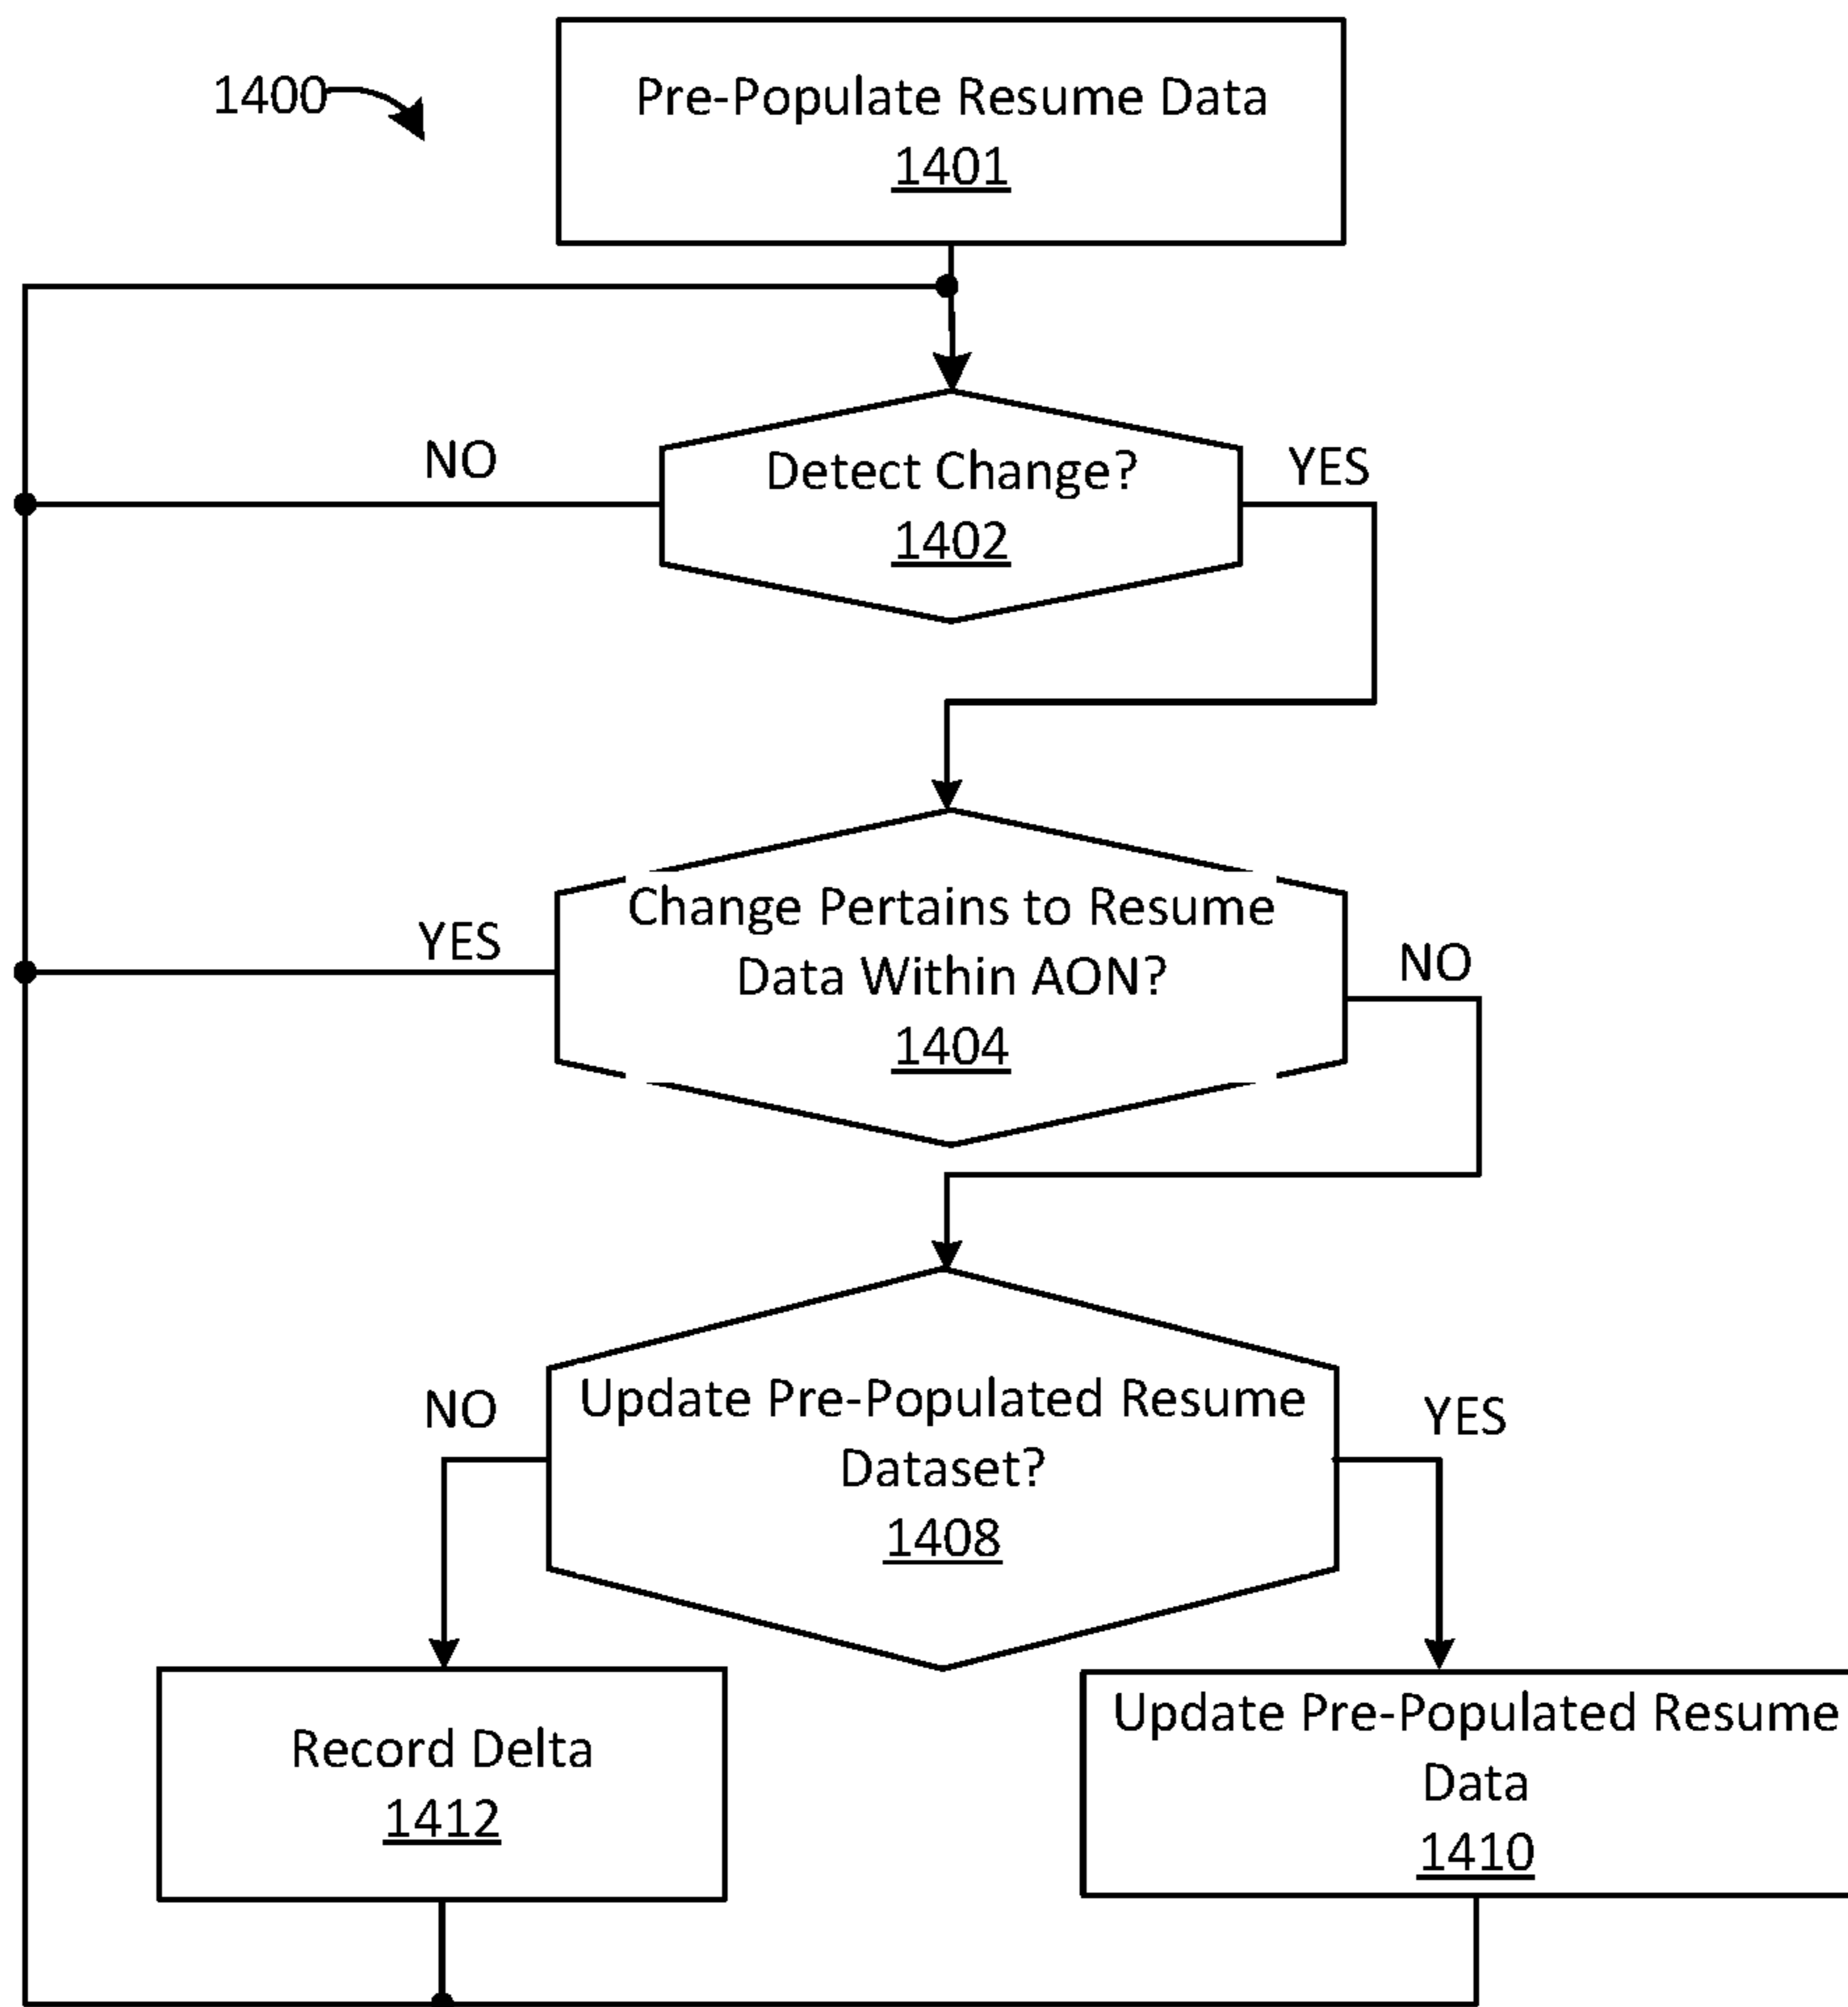 1400
Pre-Populate Resume Data
1401
NO
Detect Change?
YES
1402
YES
Change Pertains to Resume
Data Within AON?
NO
1404
NO
Update Pre-Populated Resume
YES
Dataset?
1408
Record Delta
1412
Update Pre-Populated Resume
Data
1410